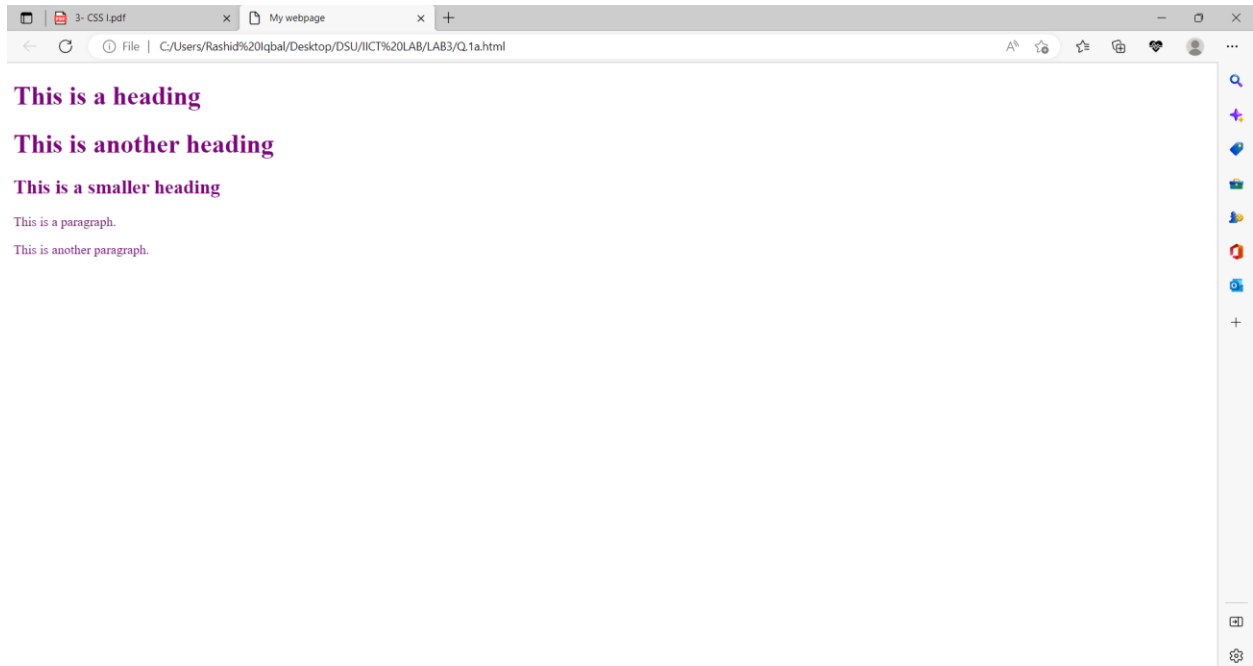 3- CSS I.pdf
My webpage
File | C:/Users/Rashid%20Iqbal/Desktop/DSU/IICT%20LAB/LAB3/Q.1a.html
This is a heading
This is another heading
This is a smaller heading
This is a paragraph.
This is another paragraph.